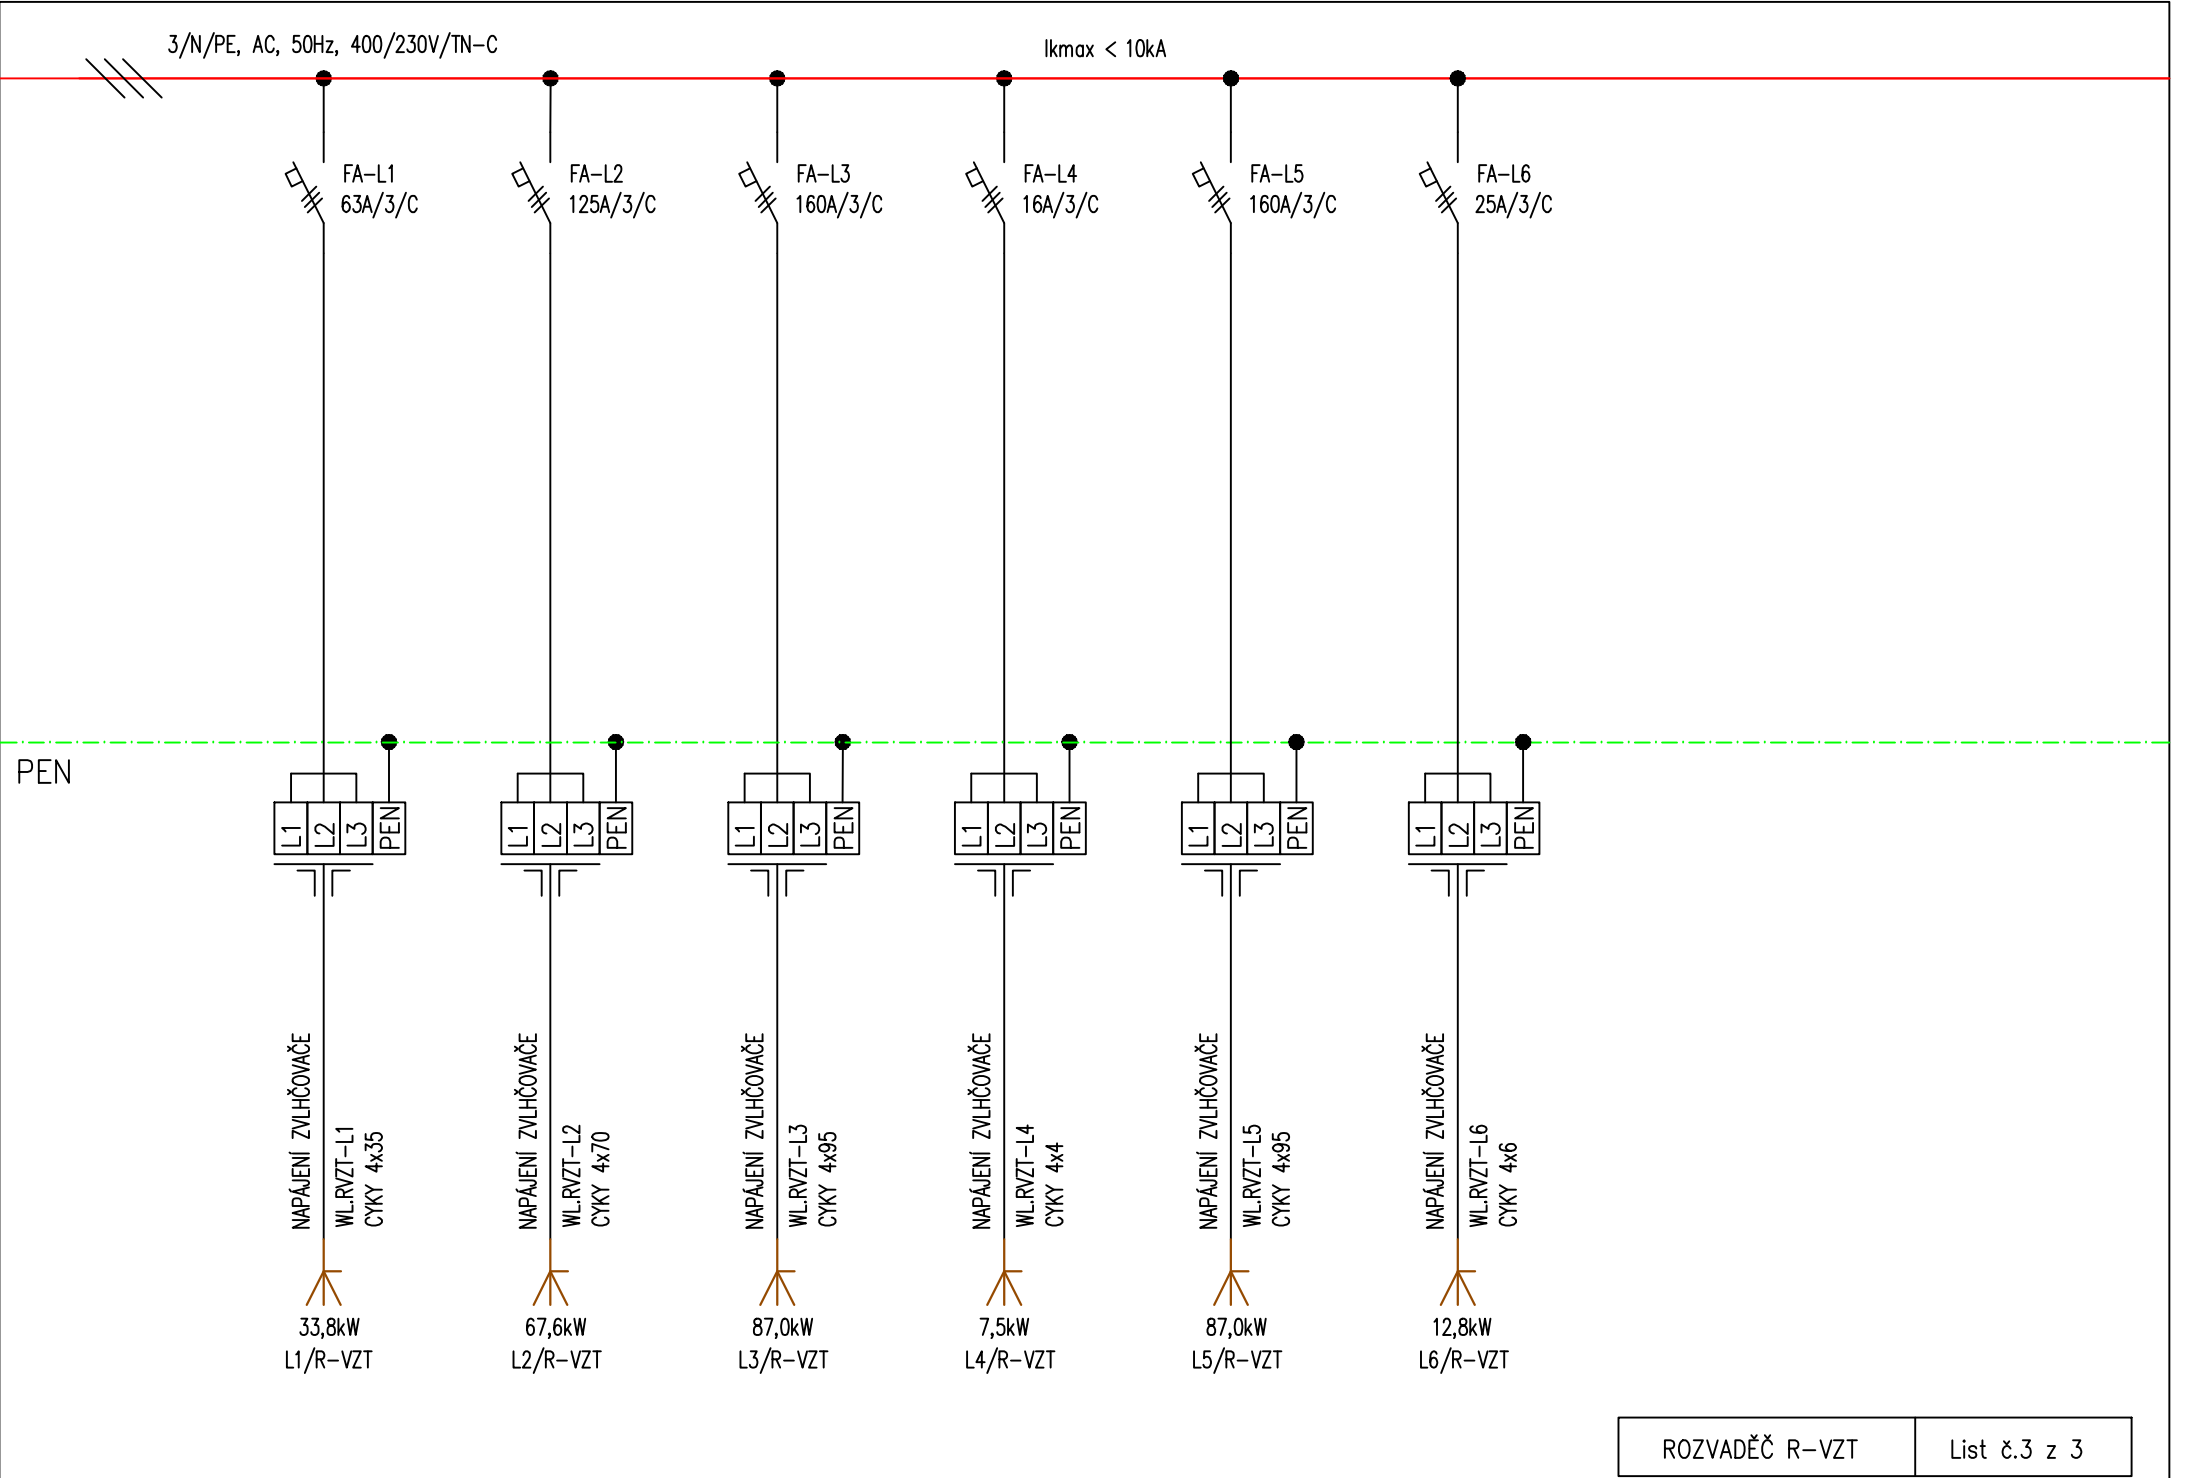 3/N/PE, AC, 50Hz, 400/230V/TN-C
Ikmax < 10kA
FA-L1
63A/3/C
FA-L2
125A/3/C
FA-L3
160A/3/C
FA-L4
16A/3/C
FA-L5
160A/3/C
FA-L6
25A/3/C
PEN
L1 L2 L3 PEN
L1 L2 L3 PEN
L1 L2 L3 PEN
L1 L2 L3 PEN
L1 L2 L3 PEN
L1 L2 L3 PEN
NAPÁJENÍ ZVLHČOVAČE
WL.RVZT-L1
CYKY 4x35
NAPÁJENÍ ZVLHČOVAČE
WL.RVZT-L2
CYKY 4x70
NAPÁJENÍ ZVLHČOVAČE
WL.RVZT-L3
CYKY 4x95
NAPÁJENÍ ZVLHČOVAČE
WL.RVZT-L4
CYKY 4x4
NAPÁJENÍ ZVLHČOVAČE
WL.RVZT-L5
CYKY 4x95
NAPÁJENÍ ZVLHČOVAČE
WL.RVZT-L6
CYKY 4x6
33,8kW
L1/R-VZT
67,6kW
L2/R-VZT
87,0kW
L3/R-VZT
7,5kW
L4/R-VZT
87,0kW
L5/R-VZT
12,8kW
L6/R-VZT
ROZVADĚČ R-VZT
List č.3 z 3